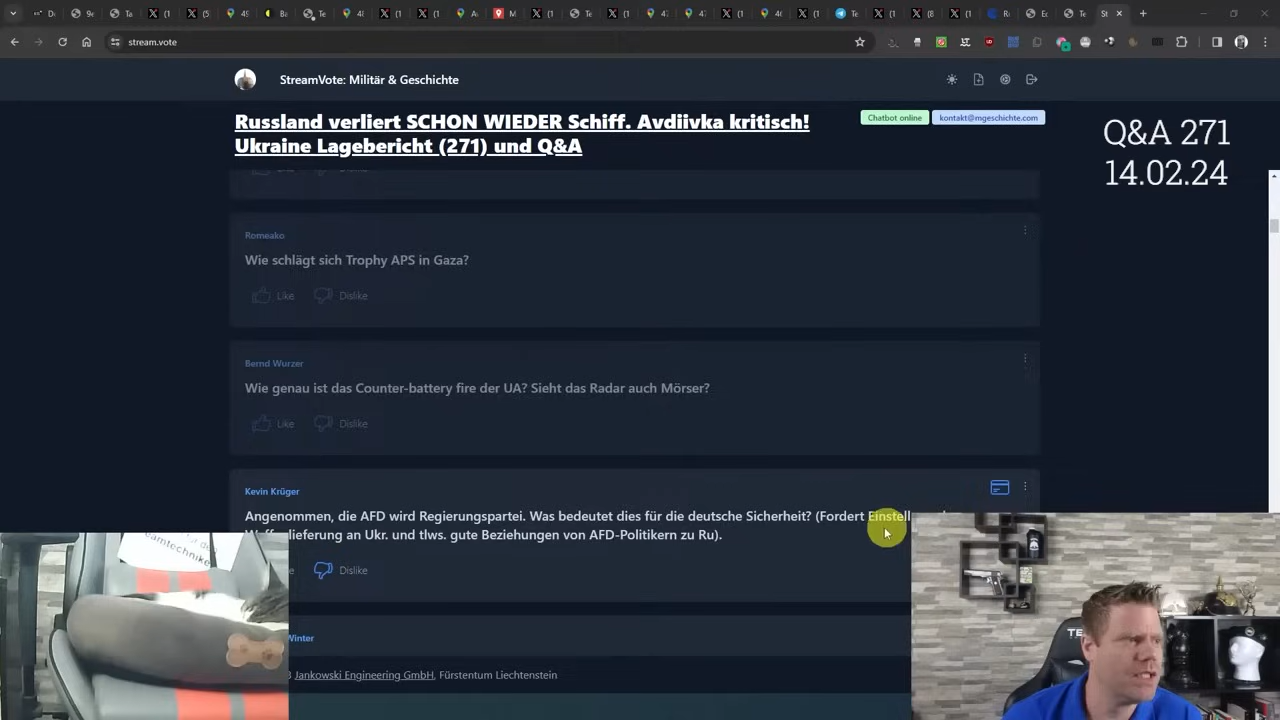 stream.vote
StreamVote: Militär & Geschichte
Russland verliert SCHON WIEDER Schiff. Avdiivka kritisch!
Ukraine Lagebericht (271) und Q&A
Chatbot online
kontakt@mgeschichte.com
Q&A 271
14.02.24
Romeako
Wie schlägt sich Trophy APS in Gaza?
Like Dislike
Bernd Wurzer
Wie genau ist das Counter-battery fire der UA? Sieht das Radar auch Mörser?
Like Dislike
Kevin Krüger
Angenommen, die AFD wird Regierungspartei. Was bedeutet dies für die deutsche Sicherheit? (Fordert
an Ukr. und tlws. gute Beziehungen von AFD-Politikern zu Ru).
Dislike
Winter
Jankowski Engineering GmbH, Fürstentum Liechtenstein